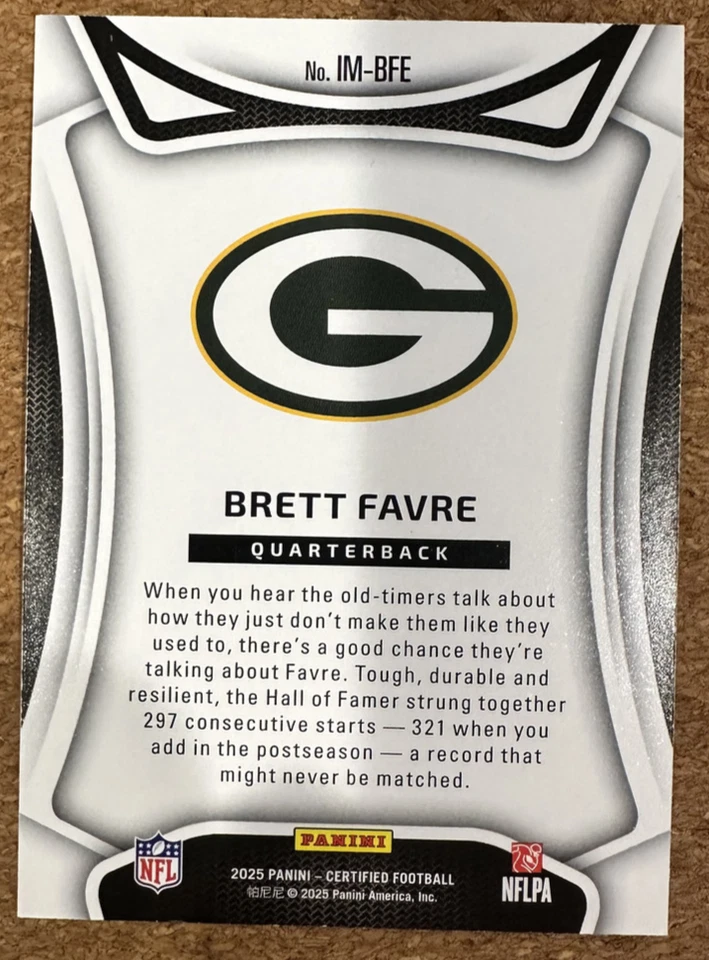 No. IM-BFE
G
BRETT FAVRE
QUARTERBACK
When you hear the old-timers talk about
how they just don't make them like they
used to, there's a good chance they're
talking about Favre. Tough, durable and
resilient, the Hall of Famer strung together
297 consecutive starts — 321 when you
add in the postseason — a record that
might never be matched.
PANINI
NFL
2025 PANINI – CERTIFIED FOOTBALL
帕尼尼 © 2025 Panini America, Inc.
NFLPA